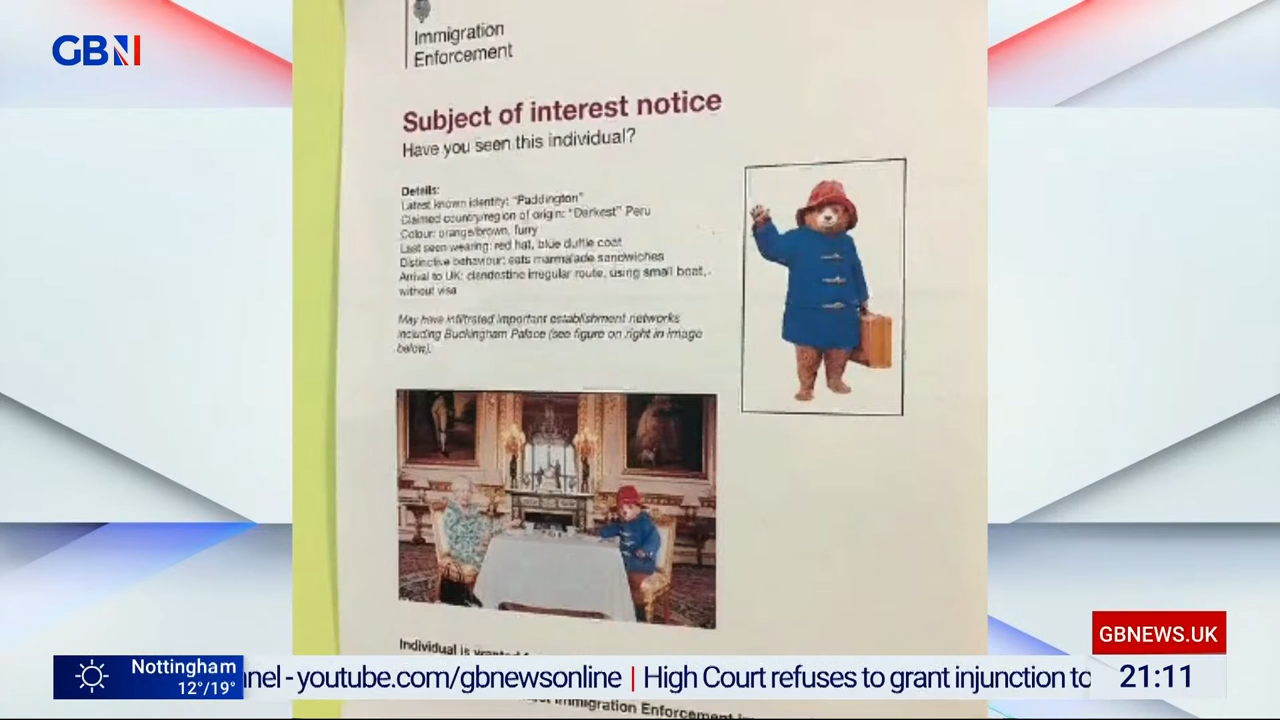 GBN
Immigration
Enforcement
Subject of interest notice
Have you seen this individual?
Details:
Latest known identity: "Paddington"
Claimed country/region of origin: "Darkest" Peru
Colour: orange/brown, furry
Last seen wearing: red hat, blue duffle coat
Distinctive behaviour: eats marmalade sandwiches
Arrival to UK: clandestine irregular route, using small boat,
without visa
May have infiltrated important establishment networks
including Buckingham Palace (see figure on right in image
below).
Individual is wanted
Immigration Enforcement
GBNEWS.UK
Nottingham
12°/19°
nel - youtube.com/gbnewsonline | High Court refuses to grant injunction to
21:11